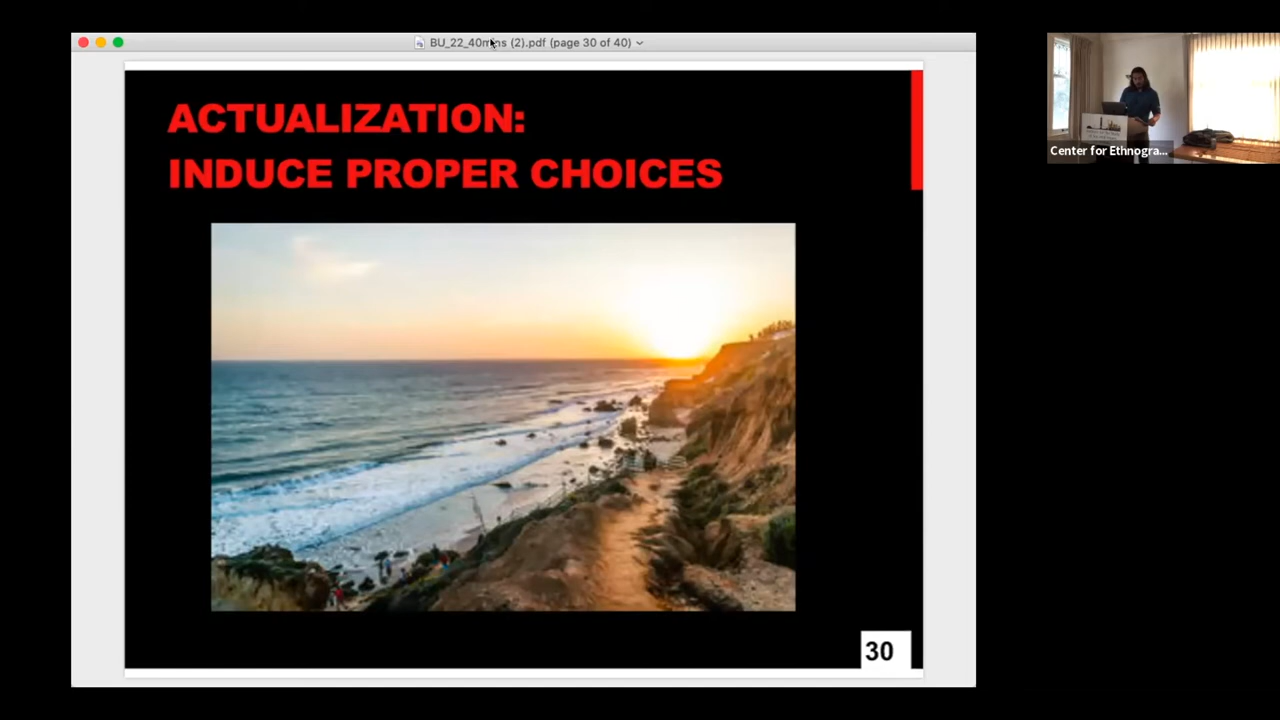 BU_22_40mins (2).pdf (page 30 of 40)
ACTUALIZATION:
INDUCE PROPER CHOICES
30
Center for Ethnogra...